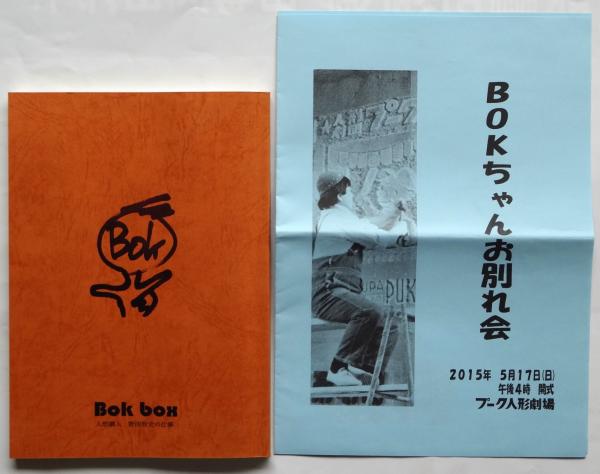 Bok
Bok box
BOKちゃんお別れ会
2015年 5月17日(日)
午後4時 開式
プーク人形劇場
PUK